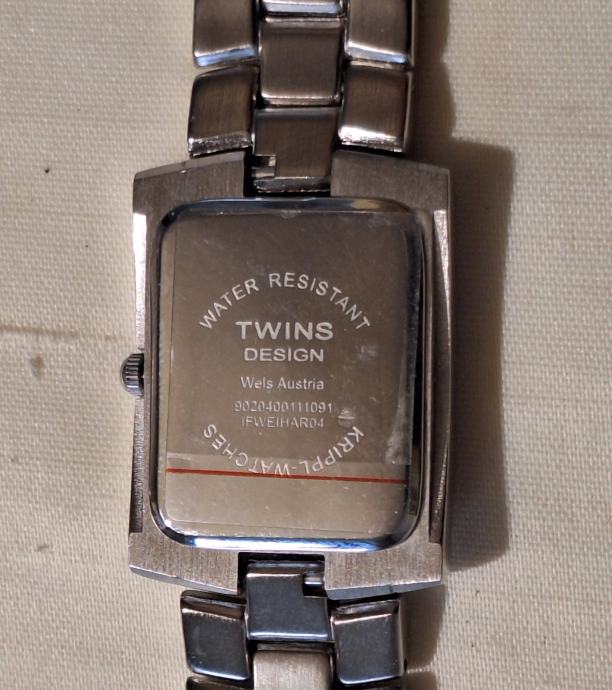 WATER RESISTANT
TWINS
DESIGN
Wels Austria
9020400111091
IFWEIHAR04
KRIPPL-WATCHES